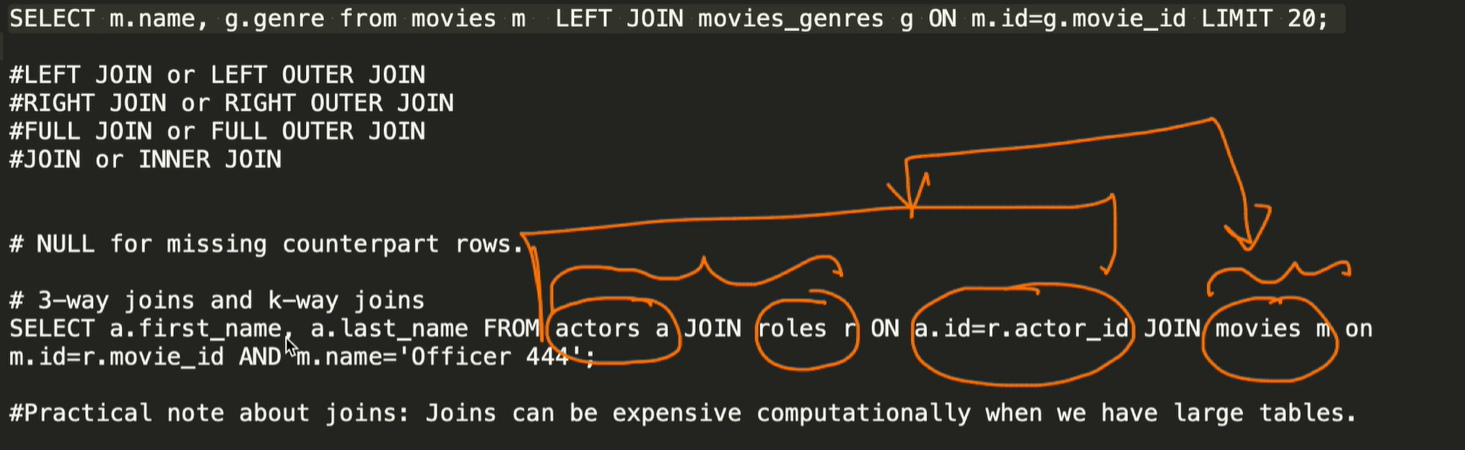 SELECT m.name, g.genre from movies m  LEFT JOIN movies_genres g ON m.id=g.movie_id LIMIT 20;
#LEFT JOIN or LEFT OUTER JOIN
#RIGHT JOIN or RIGHT OUTER JOIN
#FULL JOIN or FULL OUTER JOIN
#JOIN or INNER JOIN
# NULL for missing counterpart rows.
# 3-way joins and k-way joins
SELECT a.first_name, a.last_name FROM actors a JOIN roles r ON a.id=r.actor_id JOIN movies m on
m.id=r.movie_id AND m.name='Officer 444';
#Practical note about joins: Joins can be expensive computationally when we have large tables.